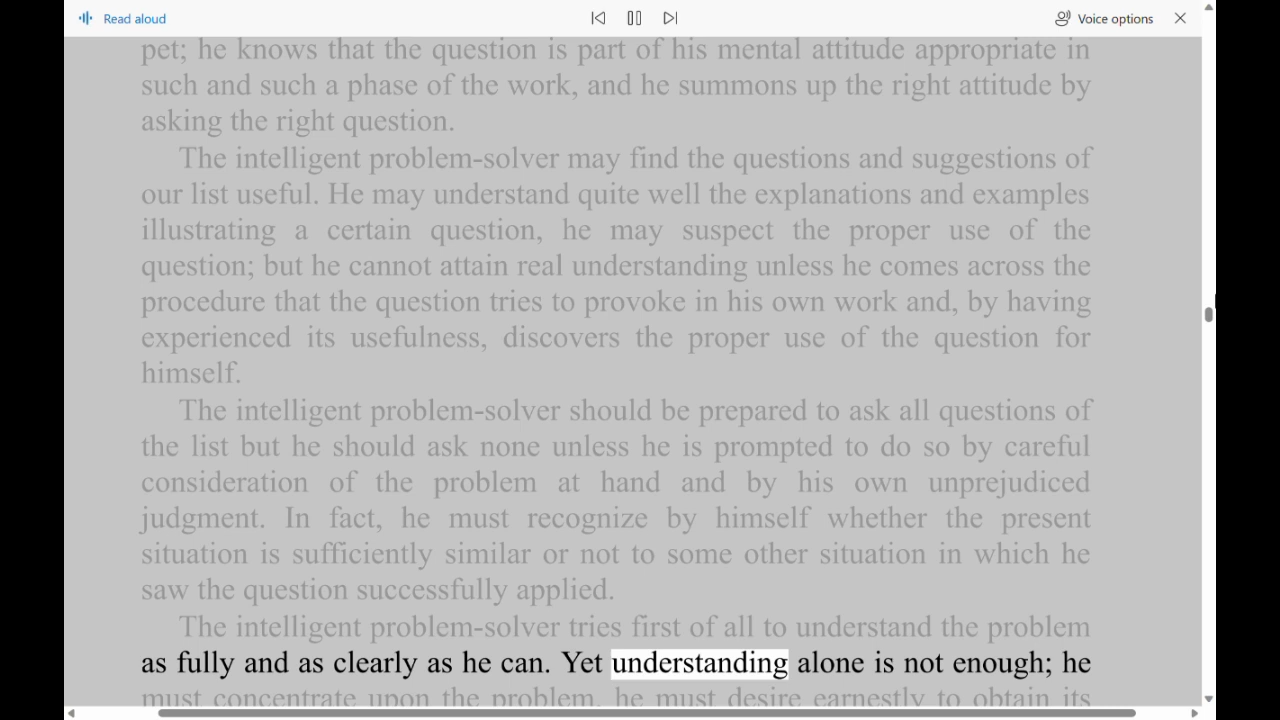 Read aloud
Voice options
pet; he knows that the question is part of his mental attitude appropriate in
such and such a phase of the work, and he summons up the right attitude by
asking the right question.
The intelligent problem-solver may find the questions and suggestions of
our list useful. He may understand quite well the explanations and examples
illustrating a certain question, he may suspect the proper use of the
question; but he cannot attain real understanding unless he comes across the
procedure that the question tries to provoke in his own work and, by having
experienced its usefulness, discovers the proper use of the question for
himself.
The intelligent problem-solver should be prepared to ask all questions of
the list but he should ask none unless he is prompted to do so by careful
consideration of the problem at hand and by his own unprejudiced
judgment. In fact, he must recognize by himself whether the present
situation is sufficiently similar or not to some other situation in which he
saw the question successfully applied.
The intelligent problem-solver tries first of all to understand the problem
as fully and as clearly as he can. Yet understanding alone is not enough; he
must concentrate upon the problem, he must desire earnestly to obtain its